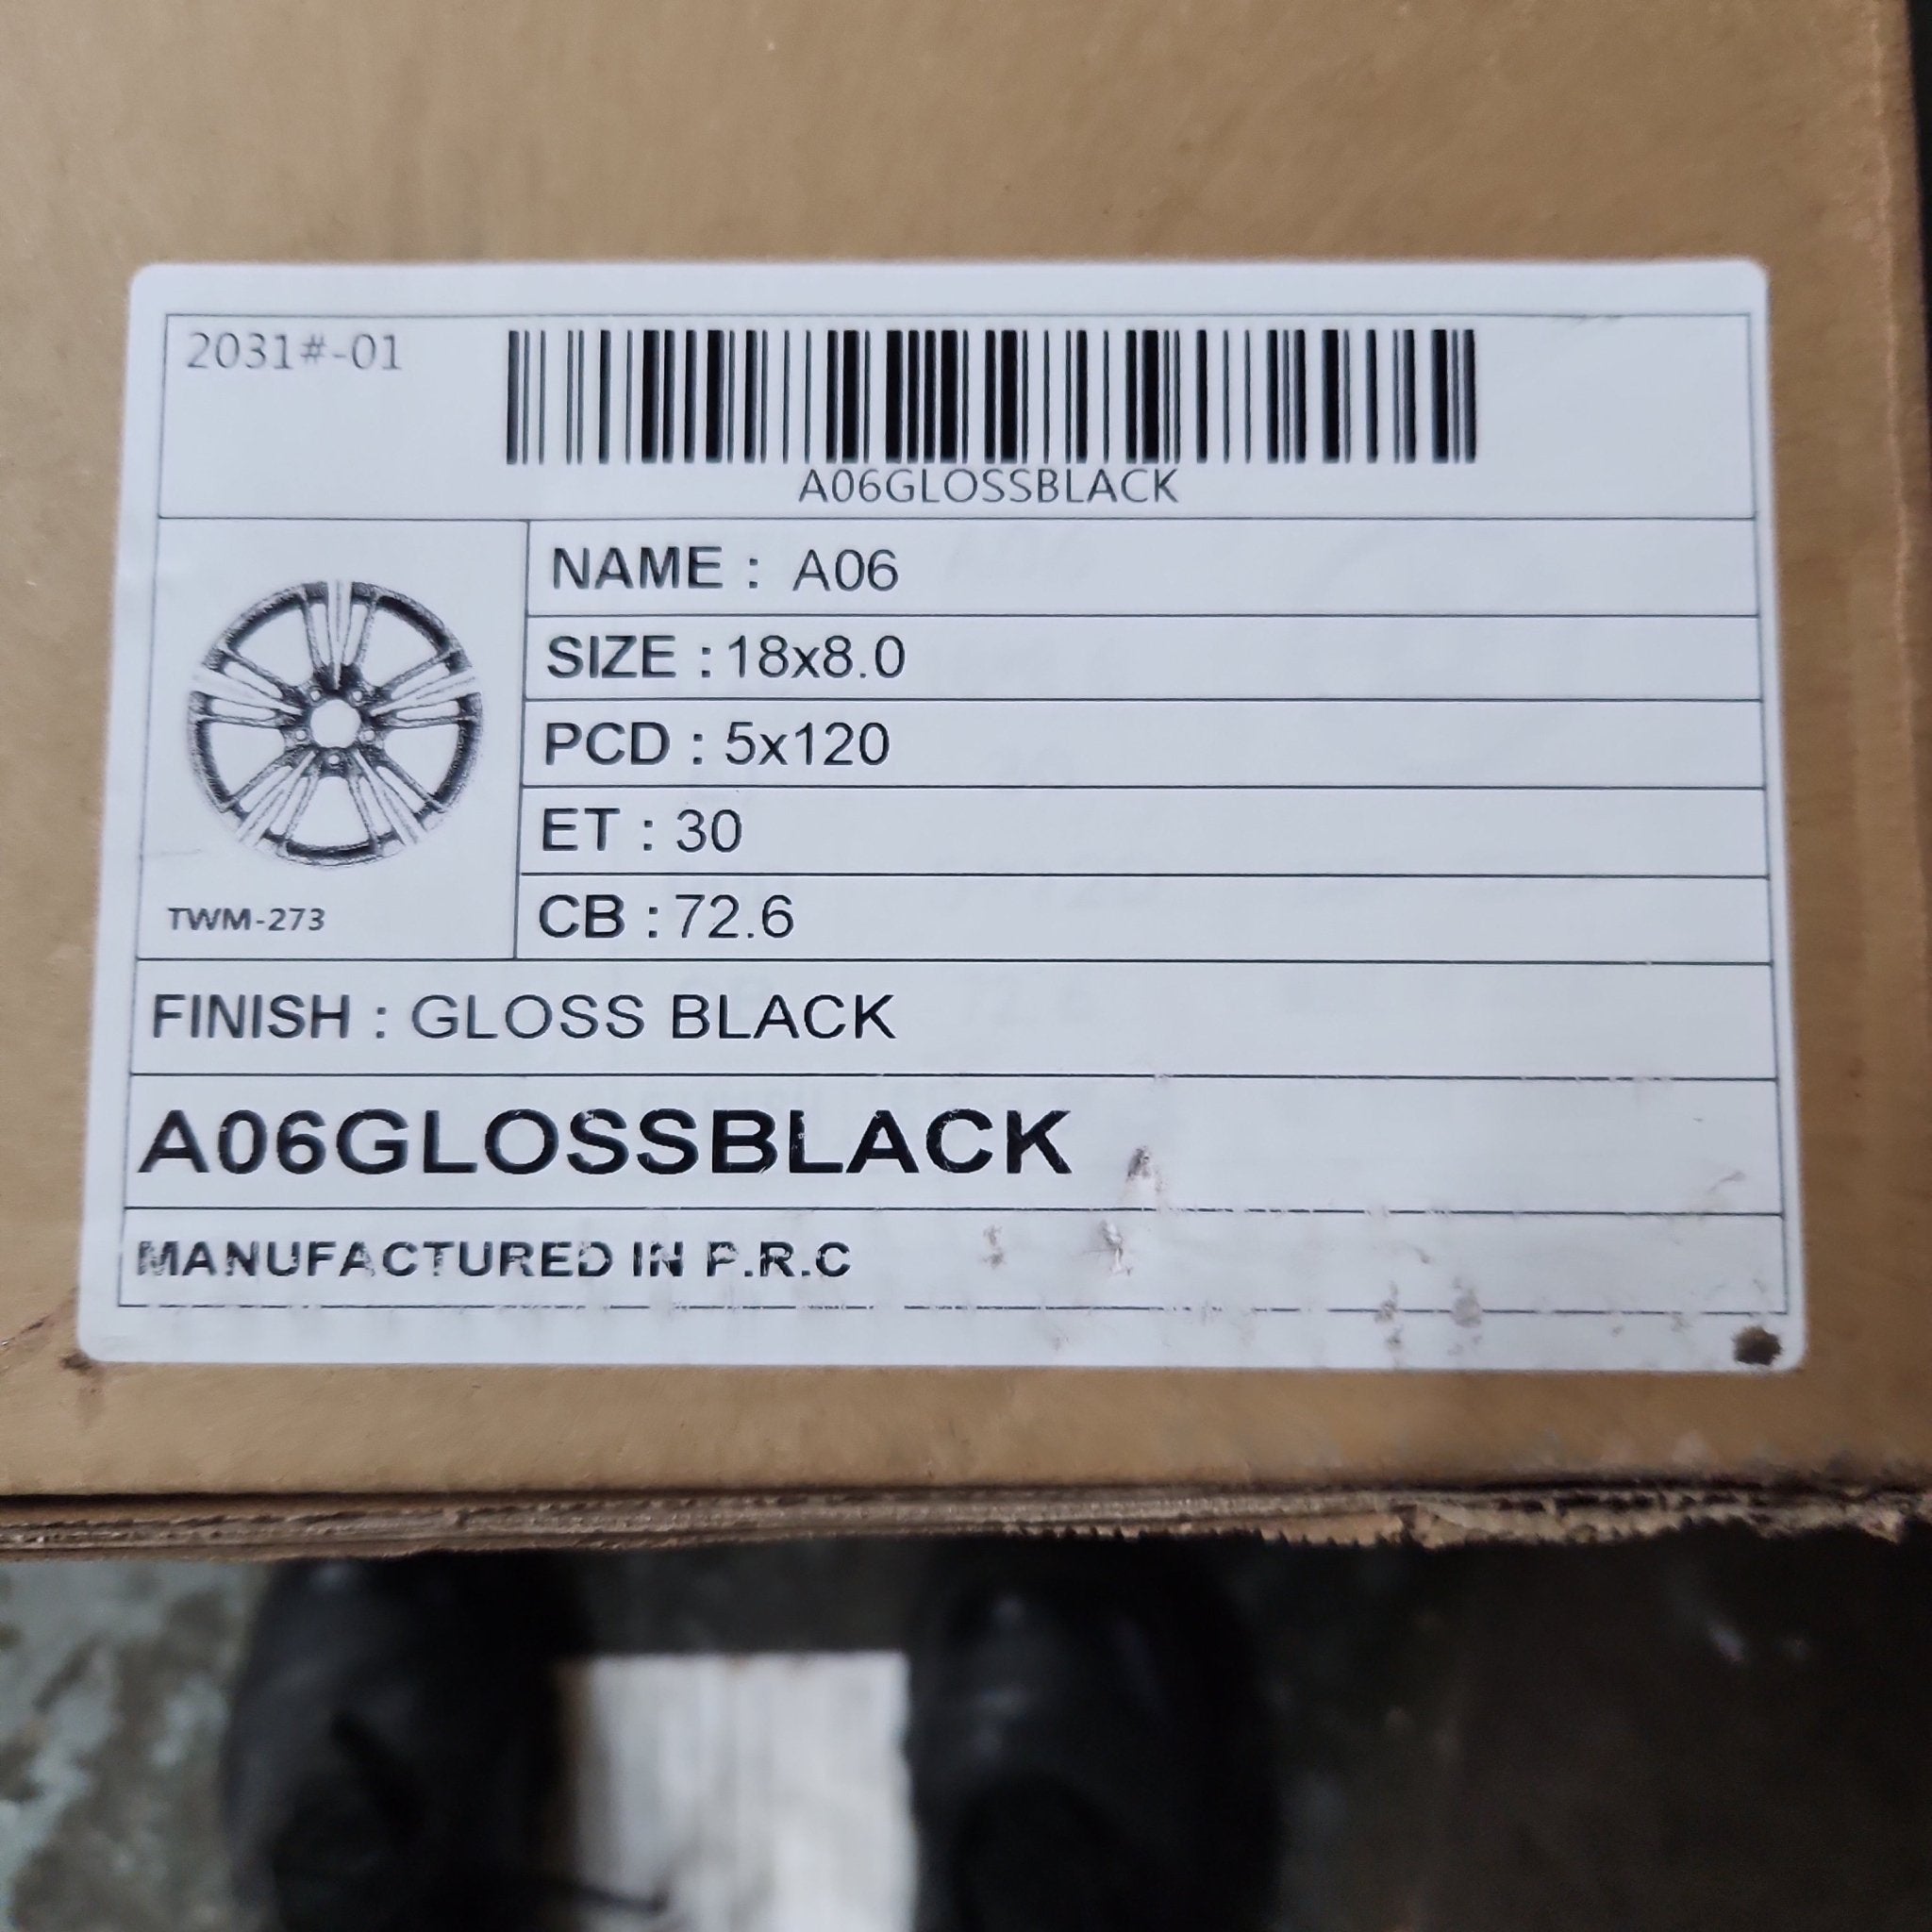 2031#-01
A06GLOSSBLACK
NAME : A06
SIZE : 18x8.0
PCD : 5x120
ET : 30
CB : 72.6
TWM-273
FINISH : GLOSS BLACK
A06GLOSSBLACK
MANUFACTURED IN P.R.C